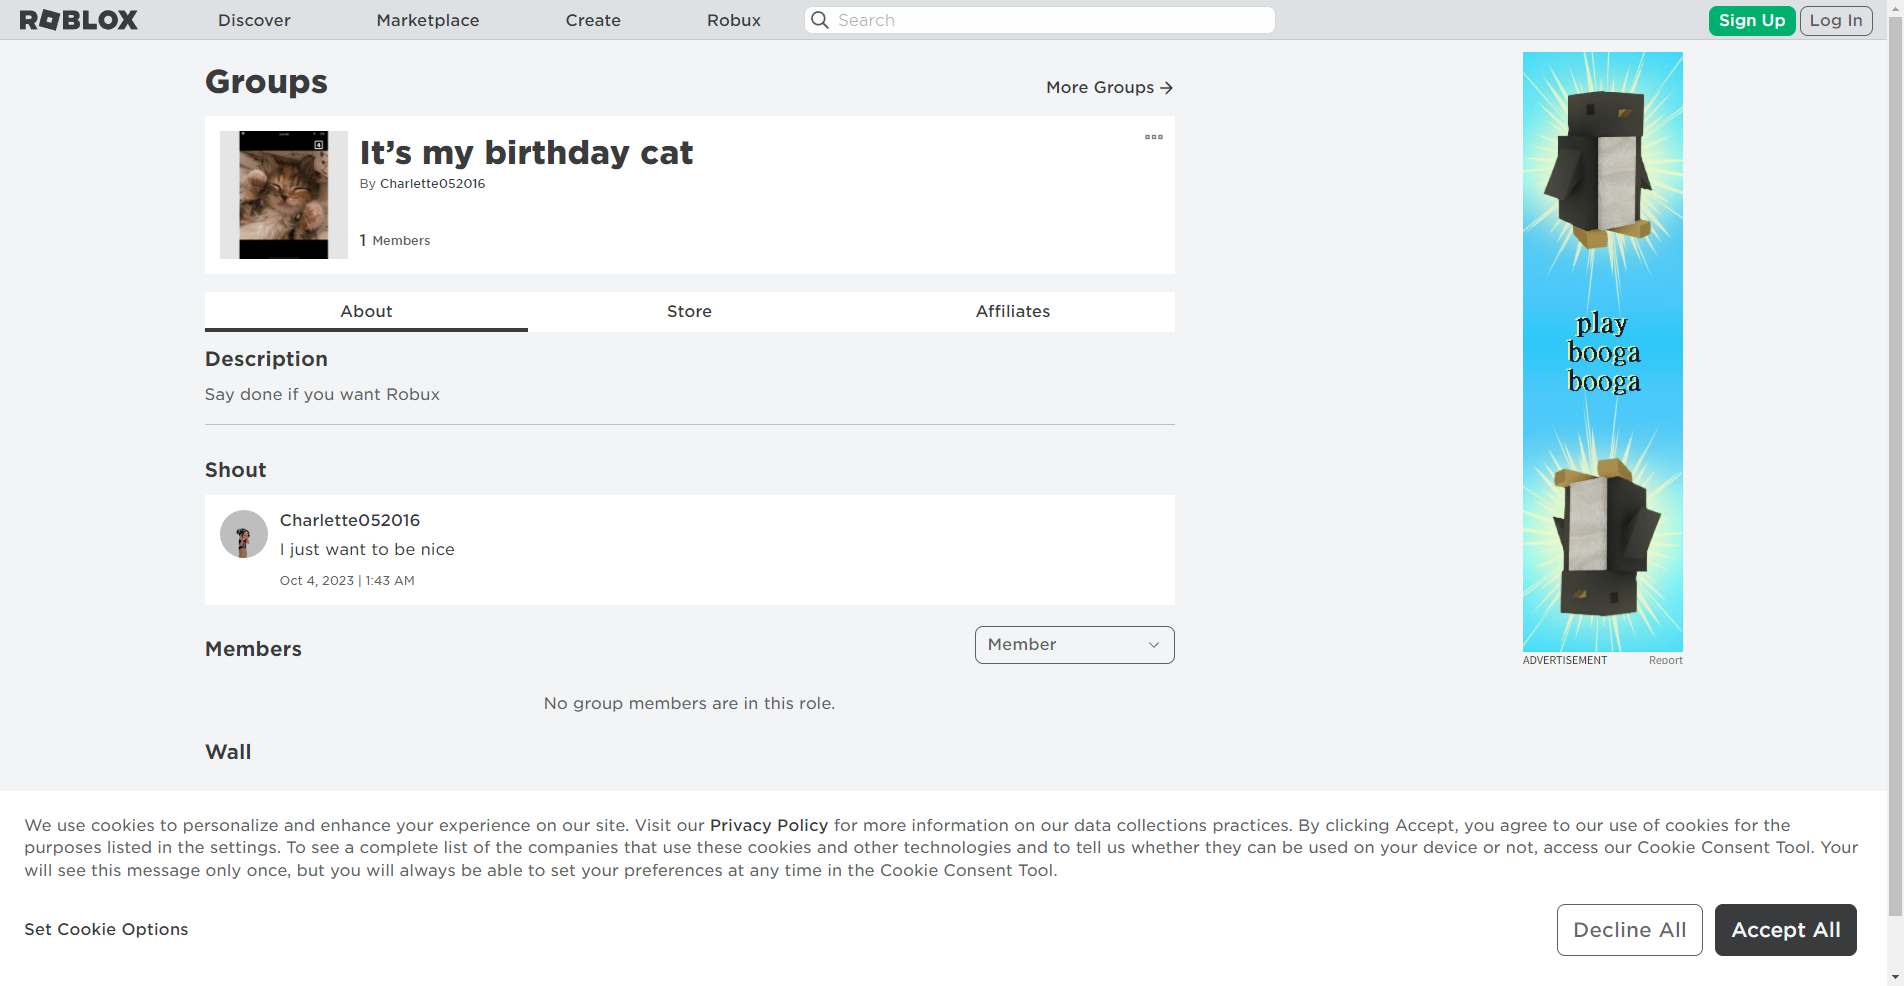 ROBLOX
Discover
Marketplace
Create
Robux
Search
Sign Up
Log In
Groups
More Groups
It's my birthday cat
By Charlette052016
1 Members
About
Store
Affiliates
Description
Say done if you want Robux
Shout
Charlette052016
I just want to be nice
Oct 4, 2023 | 1:43 AM
Members
Member
No group members are in this role.
Wall
play
booga
booga
ADVERTISEMENT
Report
We use cookies to personalize and enhance your experience on our site. Visit our Privacy Policy for more information on our data collections practices. By clicking Accept, you agree to our use of cookies for the
purposes listed in the settings. To see a complete list of the companies that use these cookies and other technologies and to tell us whether they can be used on your device or not, access our Cookie Consent Tool. Your
will see this message only once, but you will always be able to set your preferences at any time in the Cookie Consent Tool.
Set Cookie Options
Decline All
Accept All